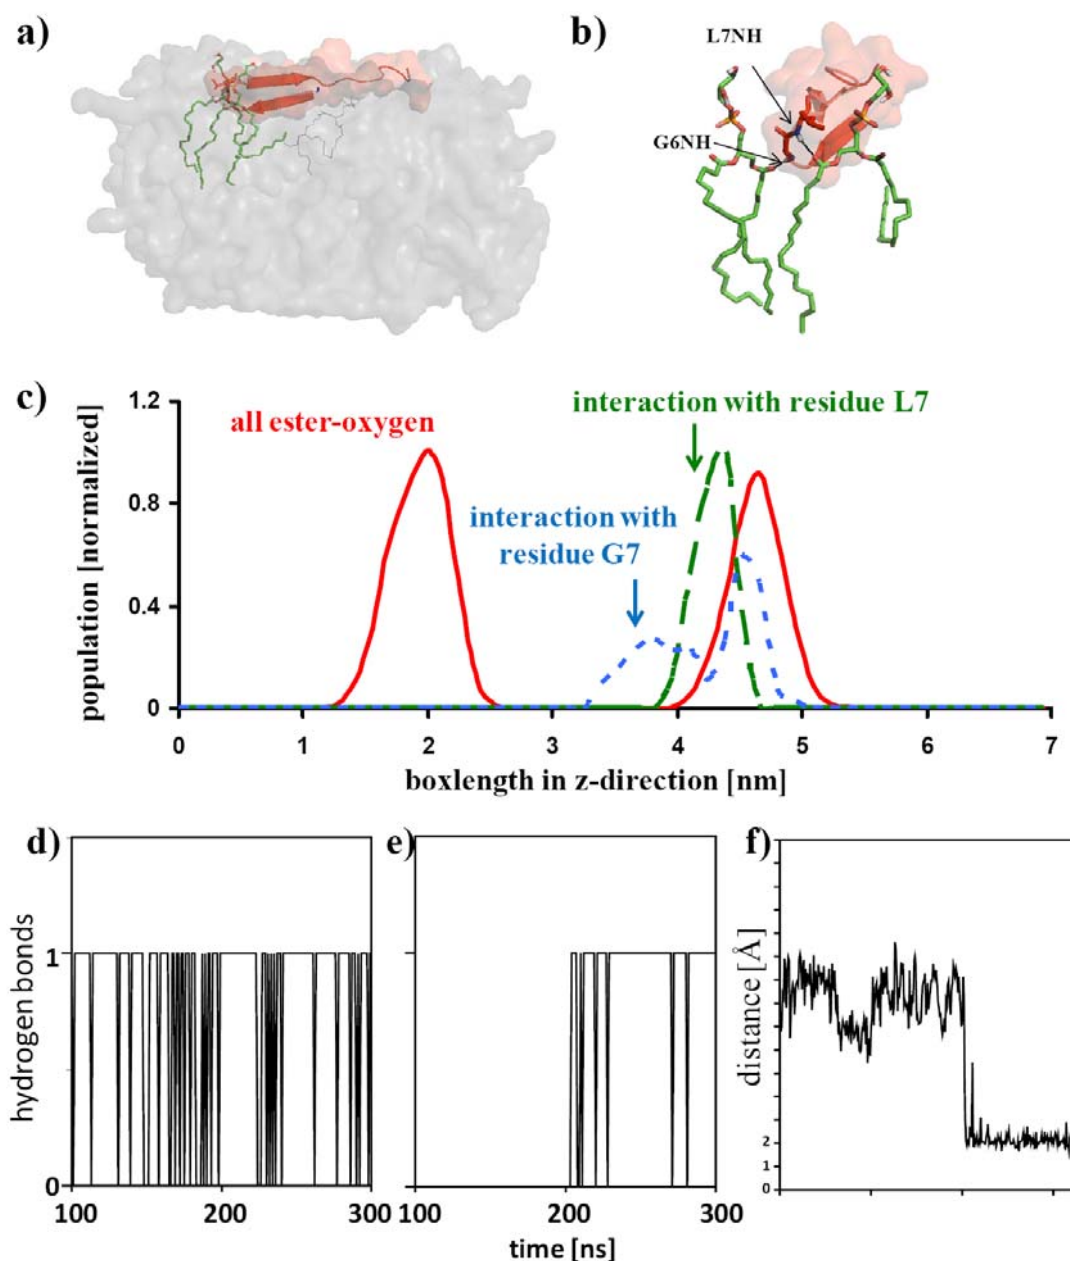 a)
b)
L7NH
G6NH
c)
population [normalized]
1.2
0.8
0.4
0
all ester-oxygen
interaction with residue L7
interaction with
residue G7
0 1 2 3 4 5 6 7
boxlength in z-direction [nm]
d)
e)
f)
hydrogen bonds
1
0
100 200 300
100 200 300
time [ns]
distance [Å]
2
1
0